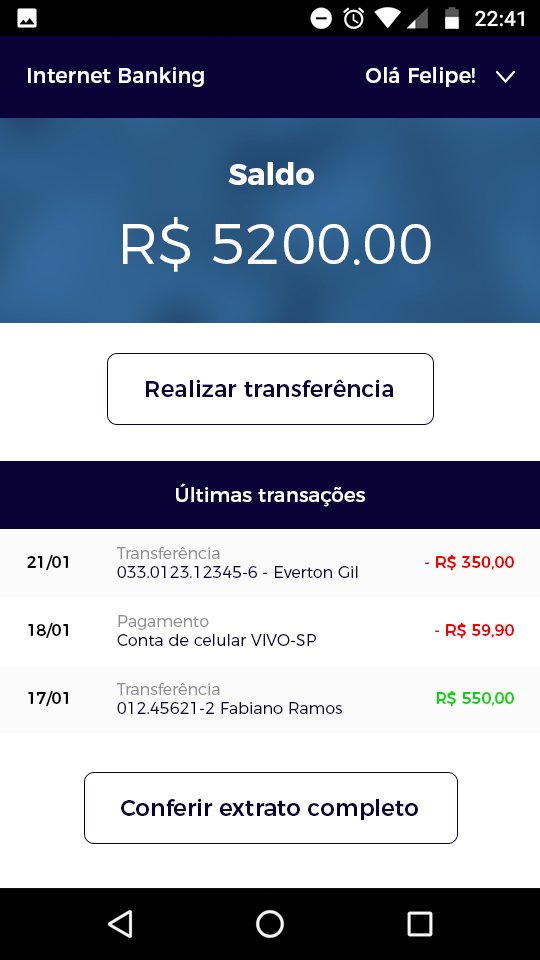 22:41
Internet Banking
Olá Felipe!
Saldo
R$ 5200.00
Realizar transferência
Últimas transações
21/01
Transferência
033.0123.12345-6 - Everton Gil
- R$ 350,00
18/01
Pagamento
Conta de celular VIVO-SP
- R$ 59,90
17/01
Transferência
012.45621-2 Fabiano Ramos
R$ 550,00
Conferir extrato completo